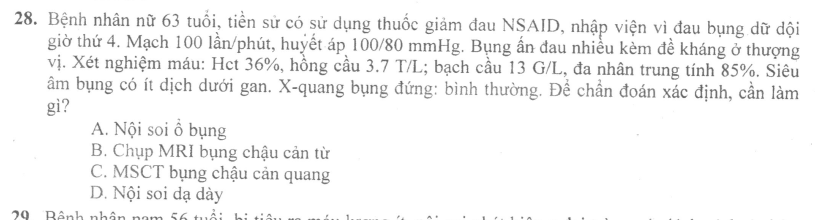 28. Bệnh nhân nữ 63 tuổi, tiền sử có sử dụng thuốc giảm đau NSAID, nhập viện vì đau bụng dữ dội
giờ thứ 4. Mạch 100 lần/phút, huyết áp 100/80 mmHg. Bụng ấn đau nhiều kèm đề kháng ở thượng
vị. Xét nghiệm máu: Hct 36%, hồng cầu 3.7 T/L; bạch cầu 13 G/L, đa nhân trung tính 85%. Siêu
âm bụng có ít dịch dưới gan. X-quang bụng đứng: bình thường. Để chẩn đoán xác định, cần làm
gì?
A. Nội soi ổ bụng
B. Chụp MRI bụng chậu cản từ
C. MSCT bụng chậu cản quang
D. Nội soi dạ dày
29. Bệnh nhân nam 56 tuổi, bị